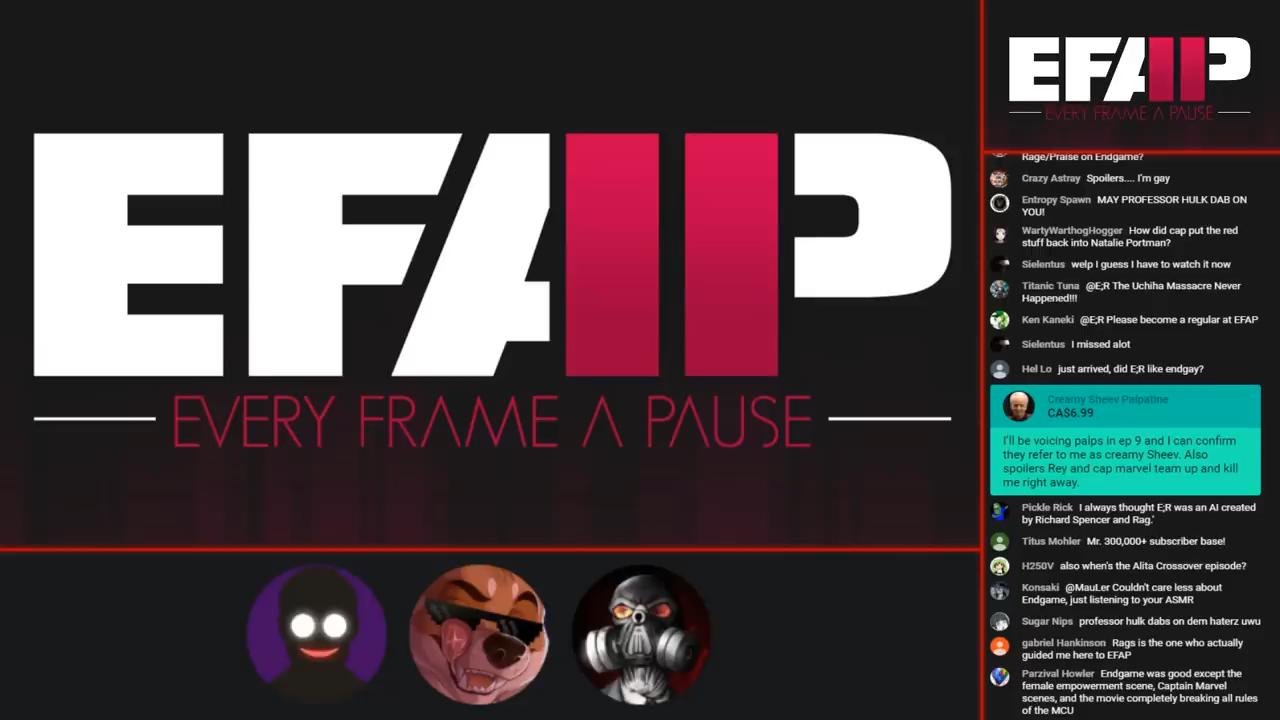 EFAP
EVERY FRAME A PAUSE
EFAP
EVERY FRAME A PAUSE
Rage/Praise on Endgame?
Crazy Astray Spoilers.... I'm gay
Entropy Spawn MAY PROFESSOR HULK DAB ON
YOU!
WartyWarthogHogger How did cap put the red
stuff back into Natalie Portman?
Sielentus welp I guess I have to watch it now
Titanic Tuna @E;R The Uchiha Massacre Never
Happened!!!
Ken Kaneki @E;R Please become a regular at EFAP
Sielentus I missed alot
Hel Lo just arrived, did E;R like endgay?
Creamy Sheev Palpatine
CA$6.99
I'll be voicing palps in ep 9 and I can confirm
they refer to me as creamy Sheev. Also
spoilers Rey and cap marvel team up and kill
me right away.
Pickle Rick I always thought E;R was an AI created
by Richard Spencer and Rag.'
Titus Mohler Mr. 300,000+ subscriber base!
H250V also when's the Alita Crossover episode?
Konsaki @MauLer Couldn't care less about
Endgame, just listening to your ASMR
Sugar Nips professor hulk dabs on dem haterz uwu
gabriel Hankinson Rags is the one who actually
guided me here to EFAP
Parzival Howler Endgame was good except the
female empowerment scene, Captain Marvel
scenes, and the movie completely breaking all rules
of the MCU